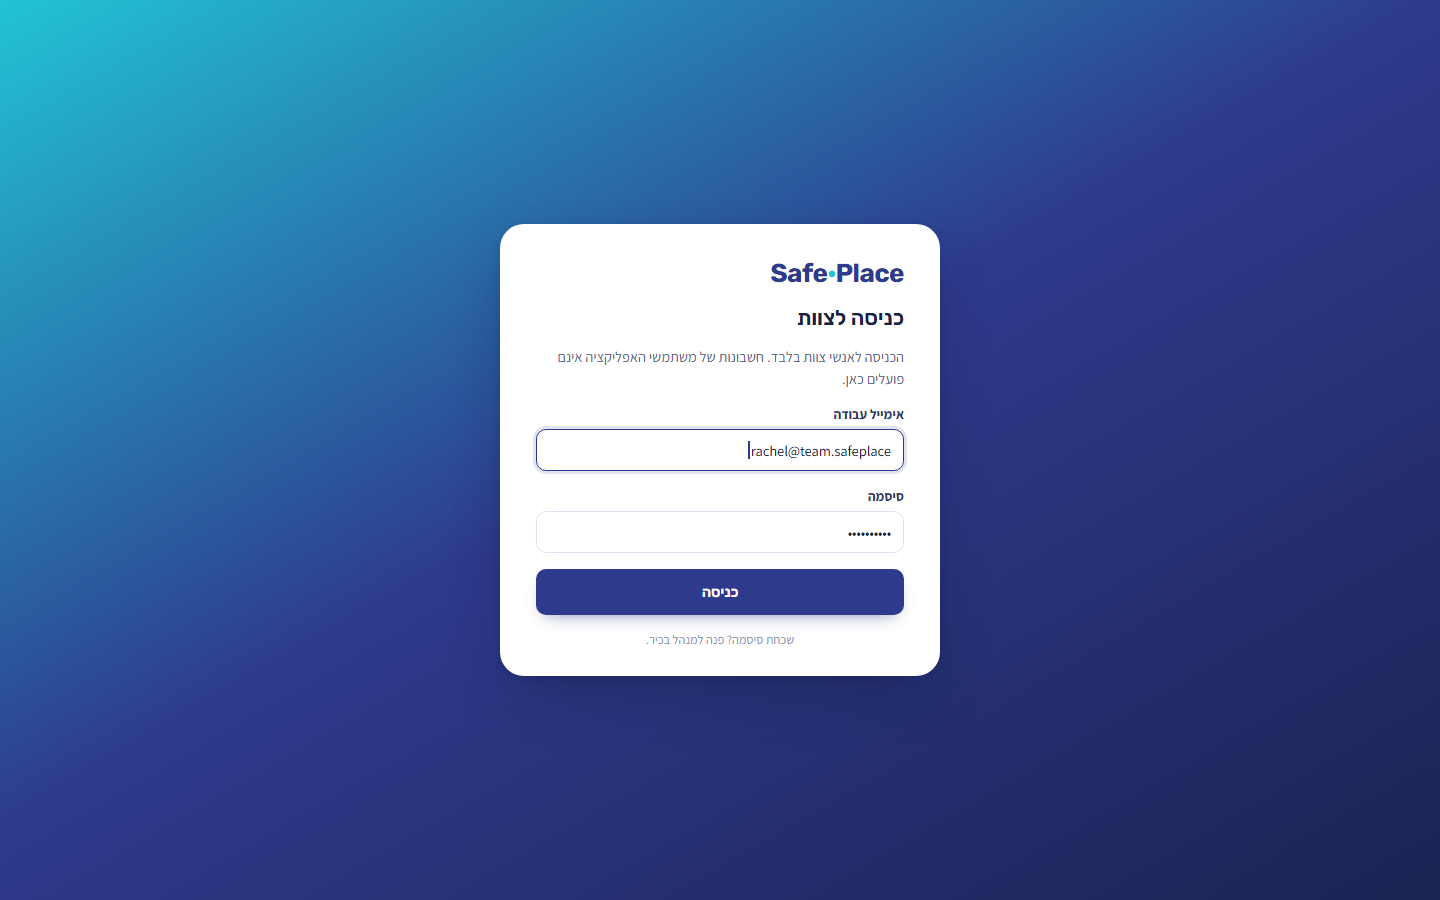 Safe•Place
כניסה לצוות
הכניסה לאנשי צוות בלבד. חשבונות של משתמשי האפליקציה אינם
פועלים כאן.
אימייל עבודה
rachel@team.safeplace
סיסמה
••••••••••
כניסה
שכחת סיסמה? פנה למנהל בכיר.